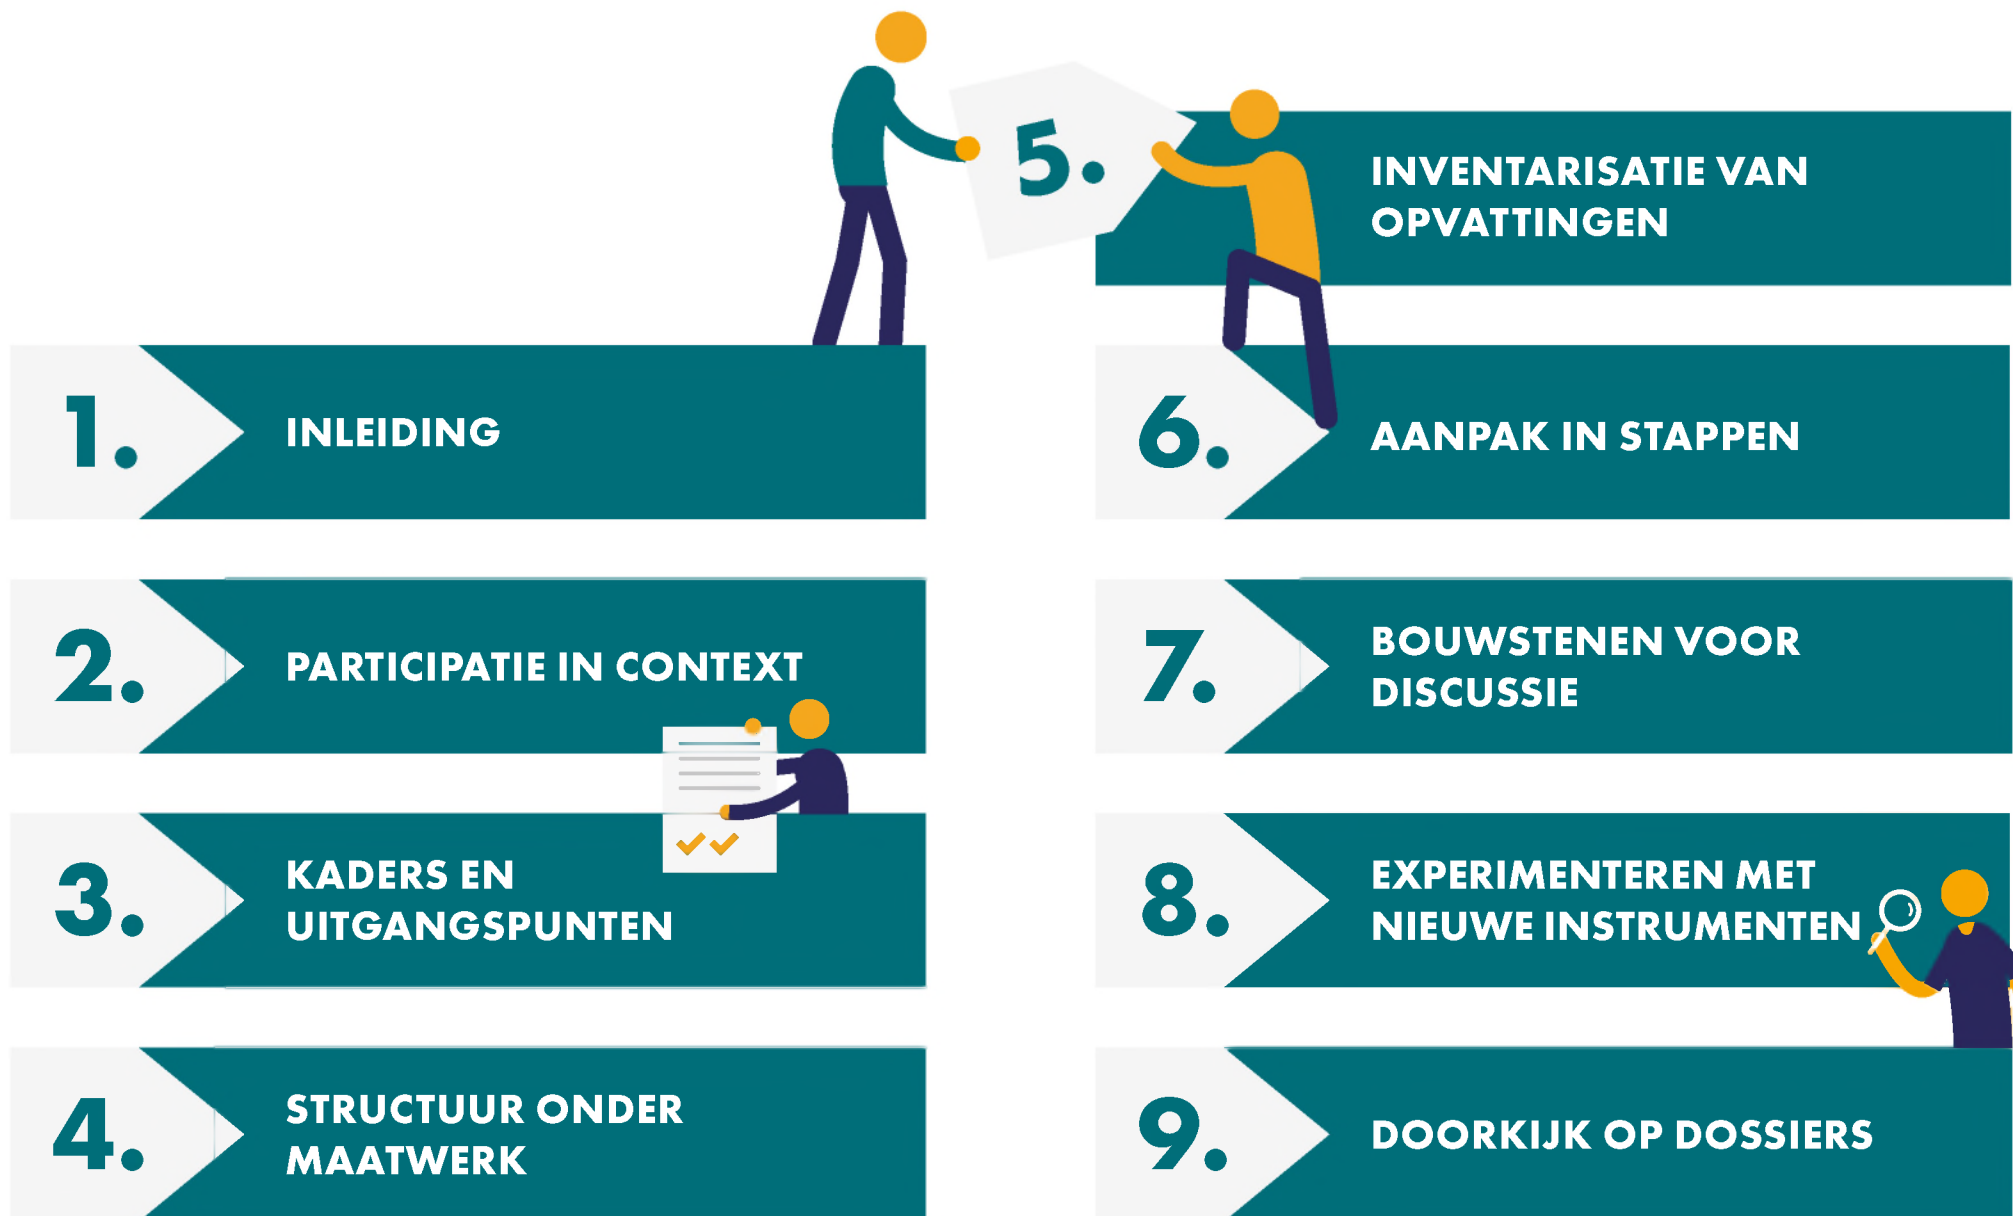 1.
INLEIDING
2.
PARTICIPATIE IN CONTEXT
3.
KADERS EN
UITGANGSPUNTEN
4.
STRUCTUUR ONDER
MAATWERK
5.
INVENTARISATIE VAN
OPVATTINGEN
6.
AANPAK IN STAPPEN
7.
BOUWSTENEN VOOR
DISCUSSIE
8.
EXPERIMENTEREN MET
NIEUWE INSTRUMENTEN
9.
DOORKIJK OP DOSSIERS